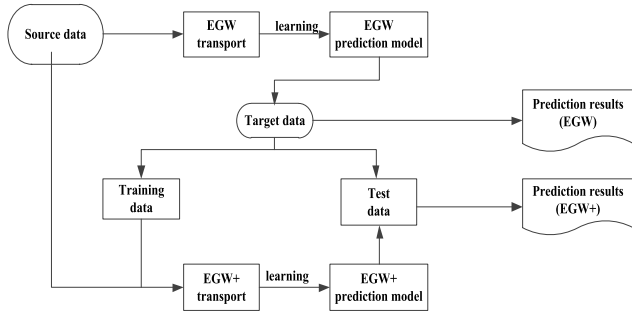 Source data
EGW
transport
learning
EGW
prediction model
Target data
Prediction results
(EGW)
Training
data
Test
data
Prediction results
(EGW+)
EGW+
transport
learning
EGW+
prediction model